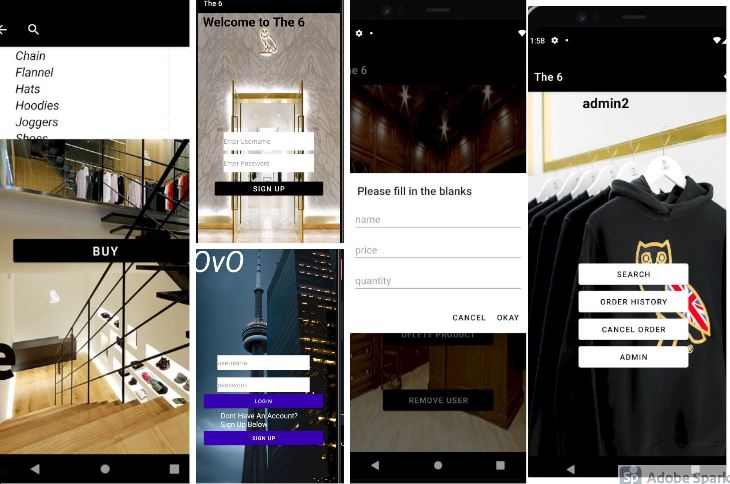 Chain
Flannel
Hats
Hoodies
Joggers
Shoes
BUY
e
The 6
Welcome to The 6
Enter Username
Enter Password
SIGN UP
OvO
username
password
LOGIN
Dont Have An Account?
Sign Up Below
SIGN UP
he 6
Please fill in the blanks
name
price
quantity
CANCEL OKAY
DELETE PRODUCT
REMOVE USER
1:58
The 6
admin2
SEARCH
ORDER HISTORY
CANCEL ORDER
ADMIN
Sp Adobe Spark